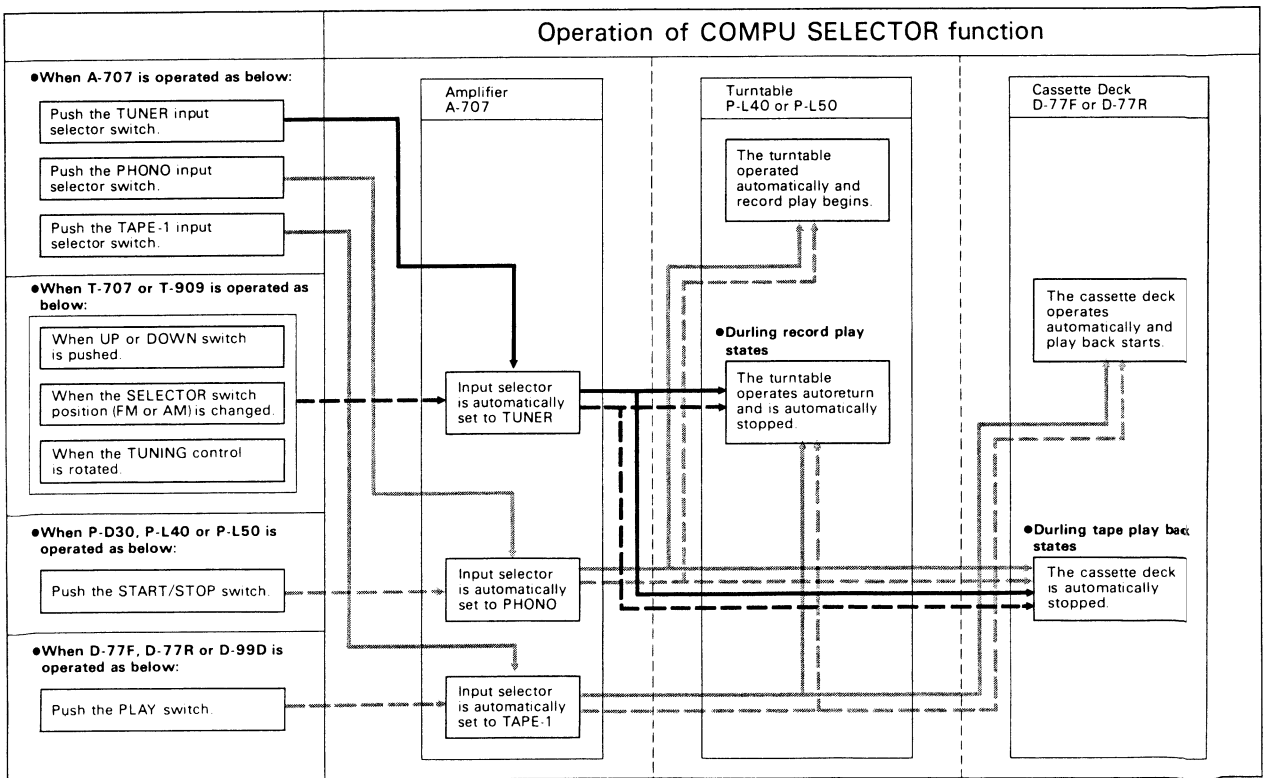 Operation of COMPU SELECTOR function
●When A-707 is operated as below:
Push the TUNER input
selector switch.
Push the PHONO input
selector switch.
Push the TAPE-1 input
selector switch.
●When T-707 or T-909 is operated as
below:
When UP or DOWN switch
is pushed.
When the SELECTOR switch
position (FM or AM) is changed.
When the TUNING control
is rotated.
●When P-D30, P-L40 or P-L50 is
operated as below:
Push the START/STOP switch.
●When D-77F, D-77R or D-99D is
operated as below:
Push the PLAY switch.
Amplifier
A-707
Input selector
is automatically
set to TUNER
Input selector
is automatically
set to PHONO
Input selector
is automatically
set to TAPE-1
Turntable
P-L40 or P-L50
The turntable
operated
automatically and
record play begins.
●Durling record play
states
The turntable
operates autoreturn
and is automatically
stopped.
Cassette Deck
D-77F or D-77R
The cassette deck
operates
automatically and
play back starts.
●Durling tape play back
states
The cassette deck
is automatically
stopped.